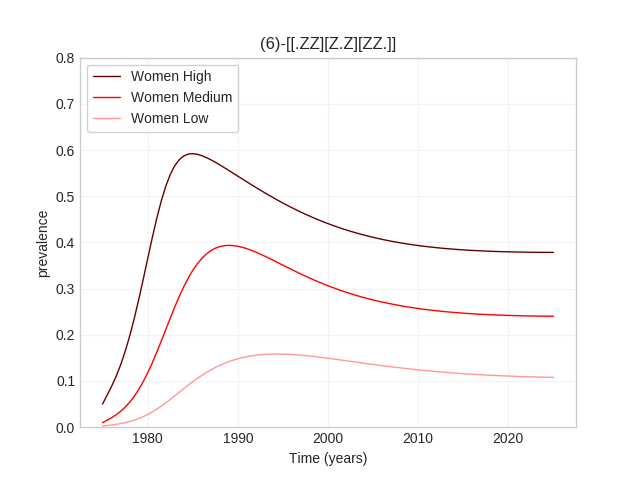 (6)-[[.ZZ][Z.Z][ZZ.]]
0.8
0.7
0.6
0.5
0.4
0.3
0.2
0.1
0.0
prevalence
Women High
Women Medium
Women Low
1980 1990 2000 2010 2020
Time (years)